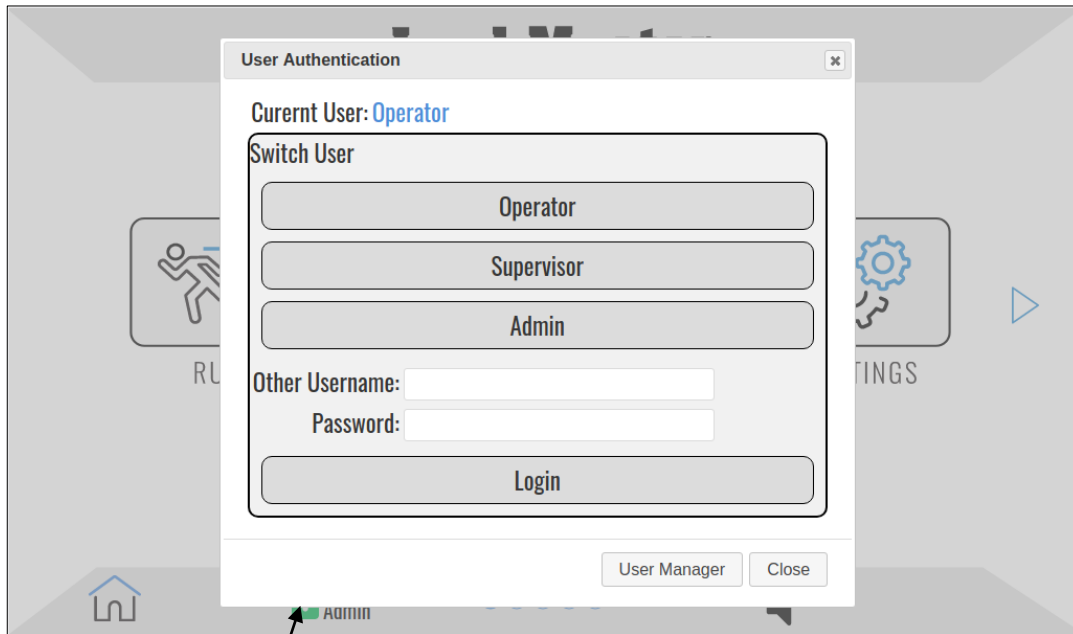 User Authentication
Curernt User: Operator
Switch User
Operator
Supervisor
Admin
Other Username:
Password:
Login
User Manager
Close
RU
TINGS
Admin